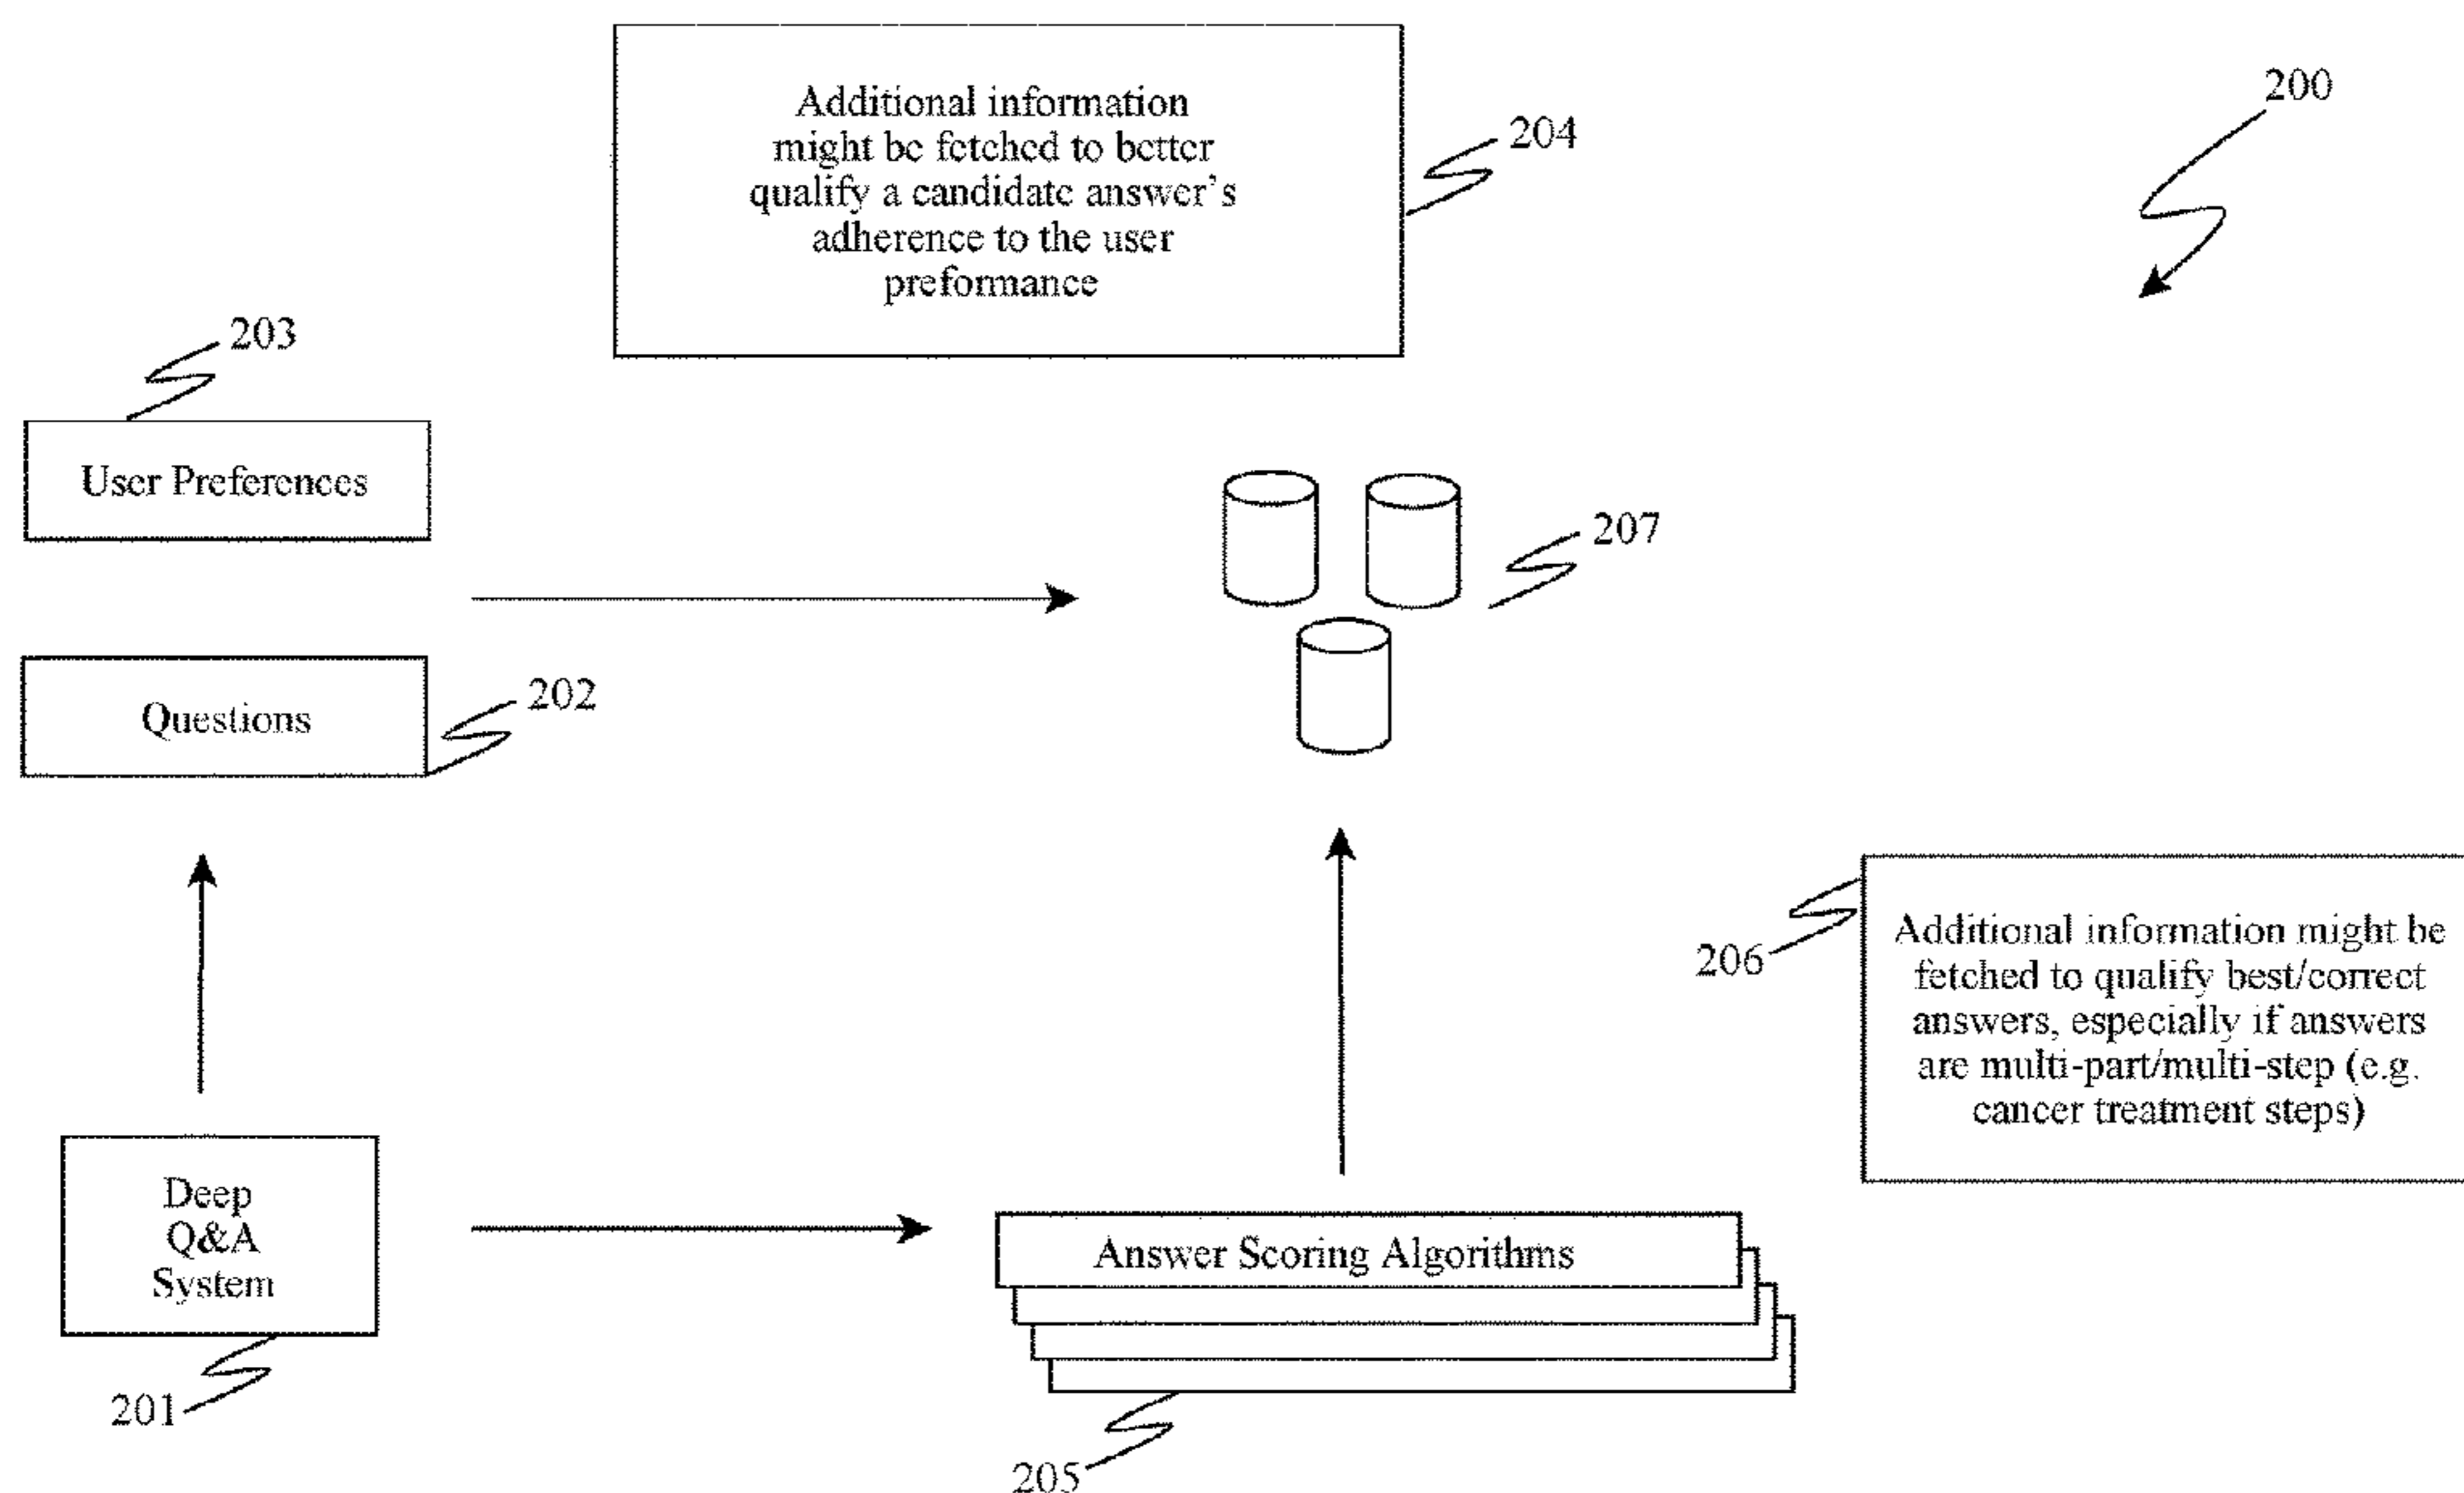 200
Additional information
might be fetched to better
qualify a candidate answer's
adherence to the user
preformance
204
203
User Preferences
207
Questions
202
206
Additional information might be
fetched to qualify best/correct
answers, especially if answers
are multi-part/multi-step (e.g.
cancer treatment steps)
Deep
Q&A
System
201
Answer Scoring Algorithms
205